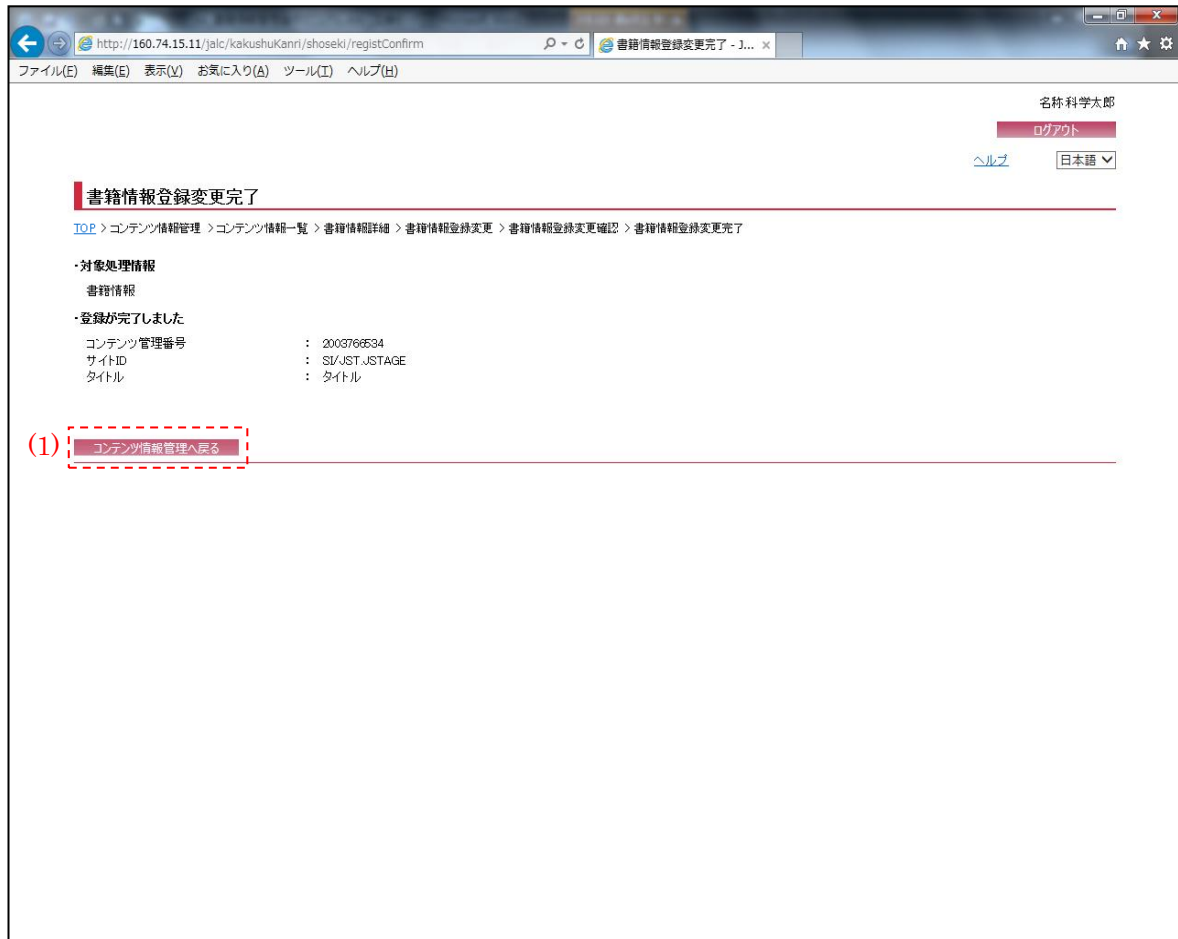 http://160.74.15.11/jalc/kakushuKanri/shoseki/registConfirm
書籍情報登録変更完了 - J...
ファイル(F) 編集(E) 表示(V) お気に入り(A) ツール(T) ヘルプ(H)
名称 科学太郎
ログアウト
ヘルプ 日本語
書籍情報登録変更完了
TOP > コンテンツ情報管理 > コンテンツ情報一覧 > 書籍情報詳細 > 書籍情報登録変更 > 書籍情報登録変更確認 > 書籍情報登録変更完了
・対象処理情報
書籍情報
・登録が完了しました
コンテンツ管理番号 : 2003766534
サイトID : SI/JST.JSTAGE
タイトル : タイトル
(1) コンテンツ情報管理へ戻る